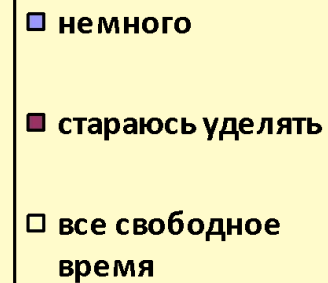 немного
стараюсь уделять
все свободное
время